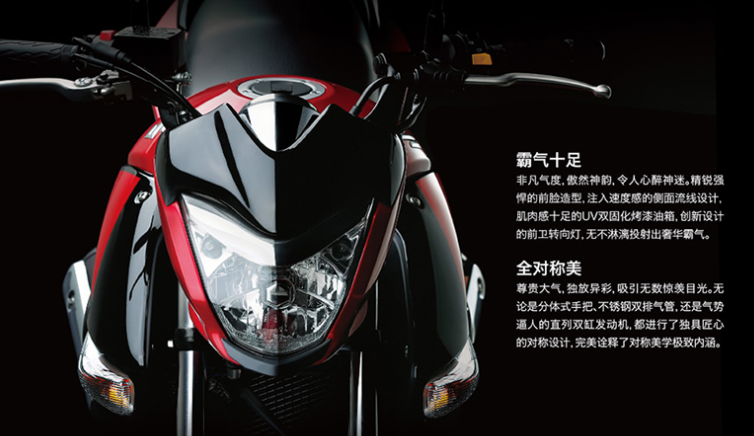 霸气十足
非凡气度,傲然神韵,令人心醉神迷。精锐强
悍的前脸造型,注入速度感的侧面流线设计,
肌肉感十足的UV双固化烤漆油箱,创新设计
的前卫转向灯,无不淋漓投射出奢华霸气。
全对称美
尊贵大气,独放异彩,吸引无数惊羡目光。无
论是分体式手把、不锈钢双排气管,还是气势
逼人的直列双缸发动机,都进行了独具匠心
的对称设计,完美诠释了对称美学极致内涵。